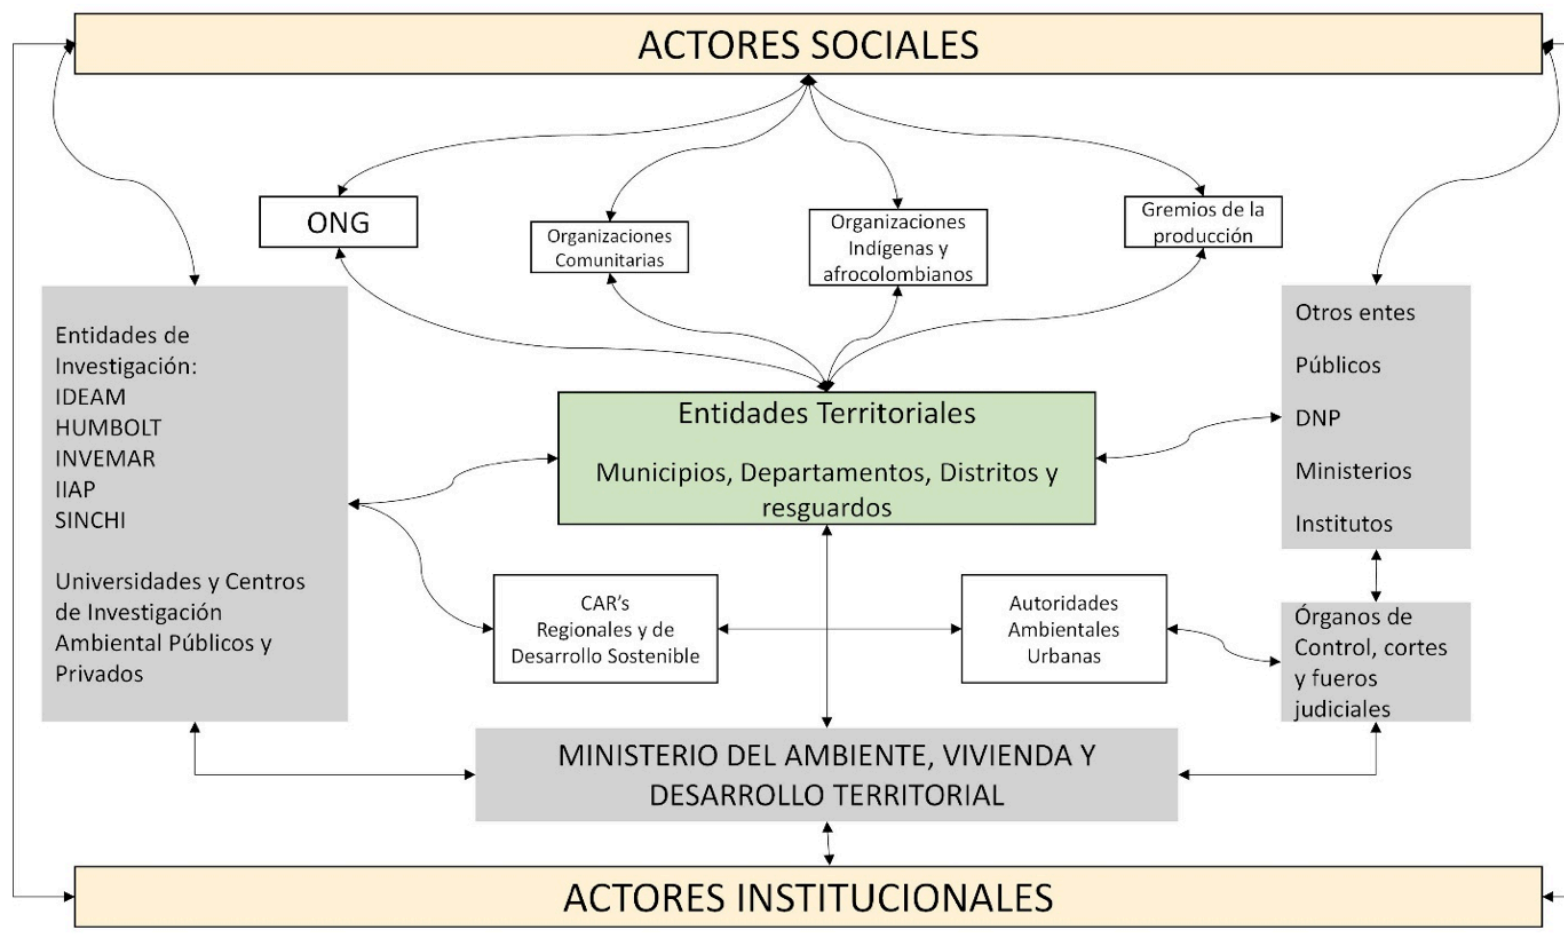 ACTORES SOCIALES
ONG
Organizaciones
Comunitarias
Organizaciones
Indígenas y
afrocolombianos
Gremios de la
producción
Entidades de
Investigación:
IDEAM
HUMBOLT
INVEMAR
IIAP
SINCHI
Universidades y Centros
de Investigación
Ambiental Públicos y
Privados
Entidades Territoriales
Municipios, Departamentos, Distritos y
resguardos
Otros entes
Públicos
DNP
Ministerios
Institutos
CAR’s
Regionales y de
Desarrollo Sostenible
Autoridades
Ambientales
Urbanas
Órganos de
Control, cortes
y fueros
judiciales
MINISTERIO DEL AMBIENTE, VIVIENDA Y
DESARROLLO TERRITORIAL
ACTORES INSTITUCIONALES